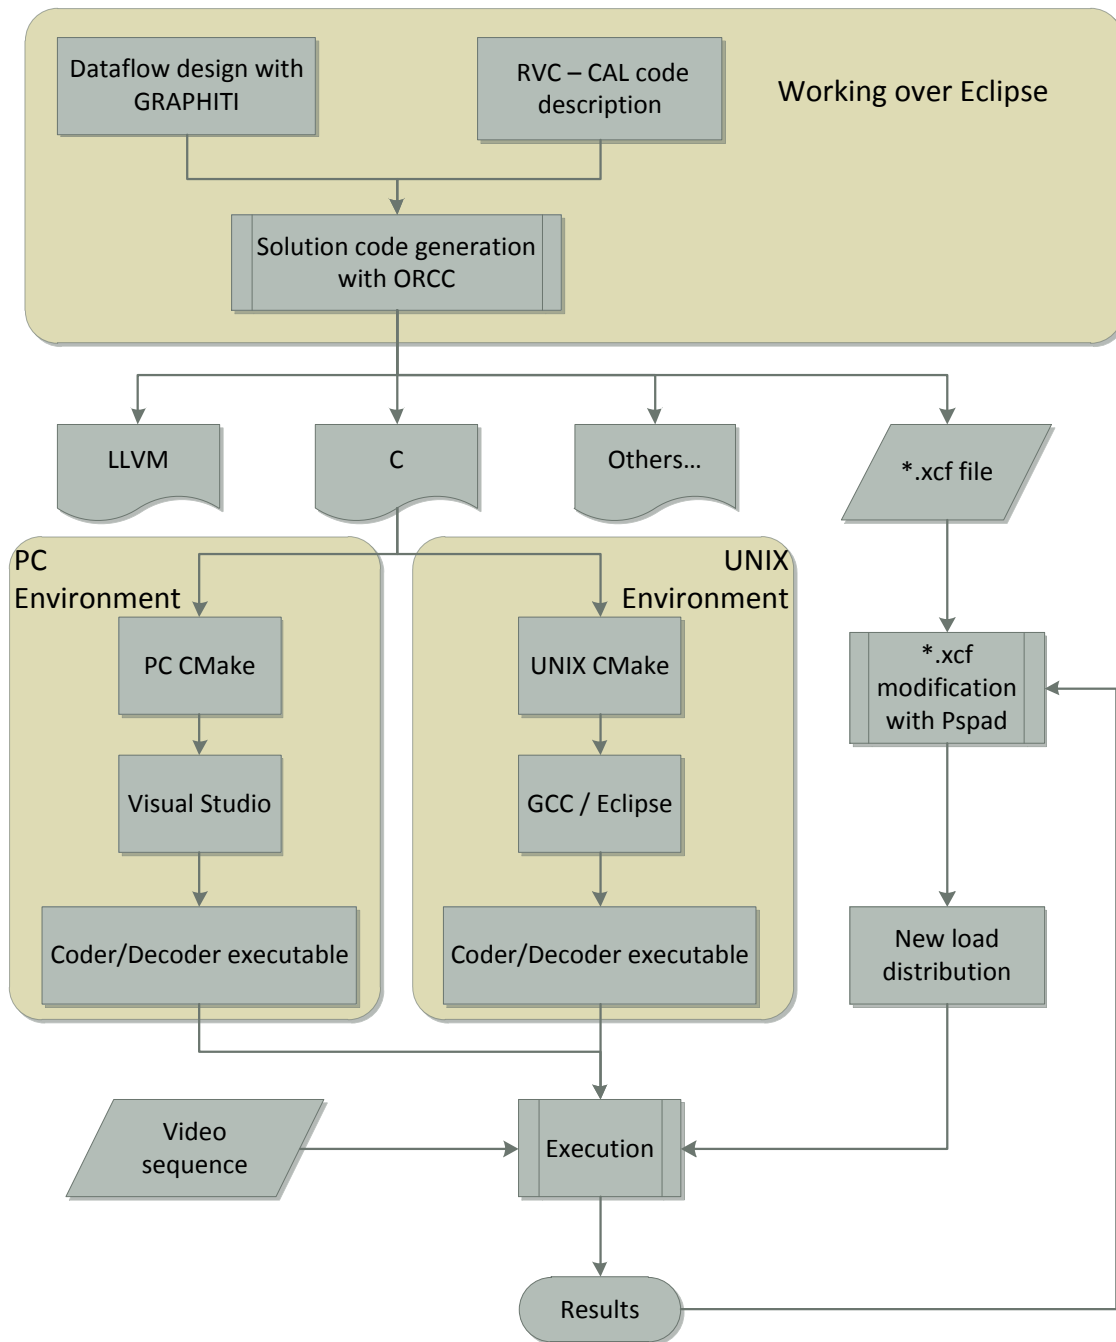 Dataflow design with
GRAPHITI
RVC – CAL code
description
Working over Eclipse
Solution code generation
with ORCC
LLVM
C
Others...
*.xcf file
PC
Environment
UNIX
Environment
PC CMake
UNIX CMake
*.xcf
modification
with Pspad
Visual Studio
GCC / Eclipse
Coder/Decoder executable
Coder/Decoder executable
New load
distribution
Video
sequence
Execution
Results